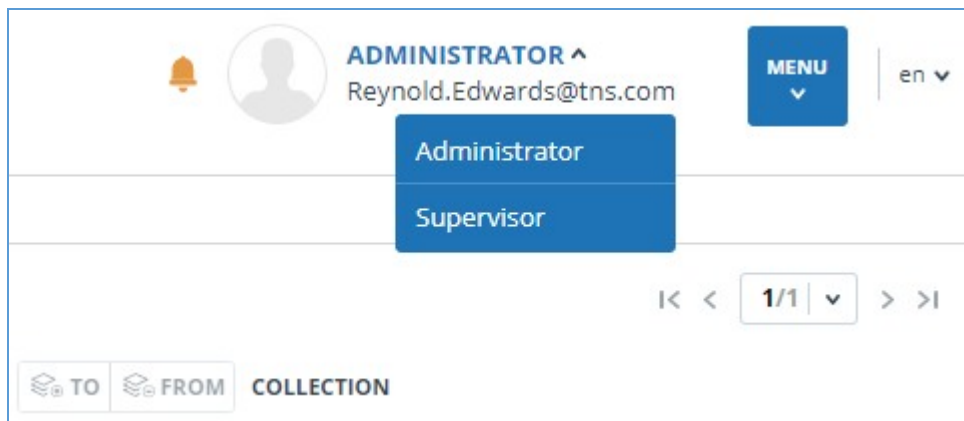 ADMINISTRATOR
Reynold.Edwards@tns.com
MENU
en
Administrator
Supervisor
1/1
TO FROM COLLECTION